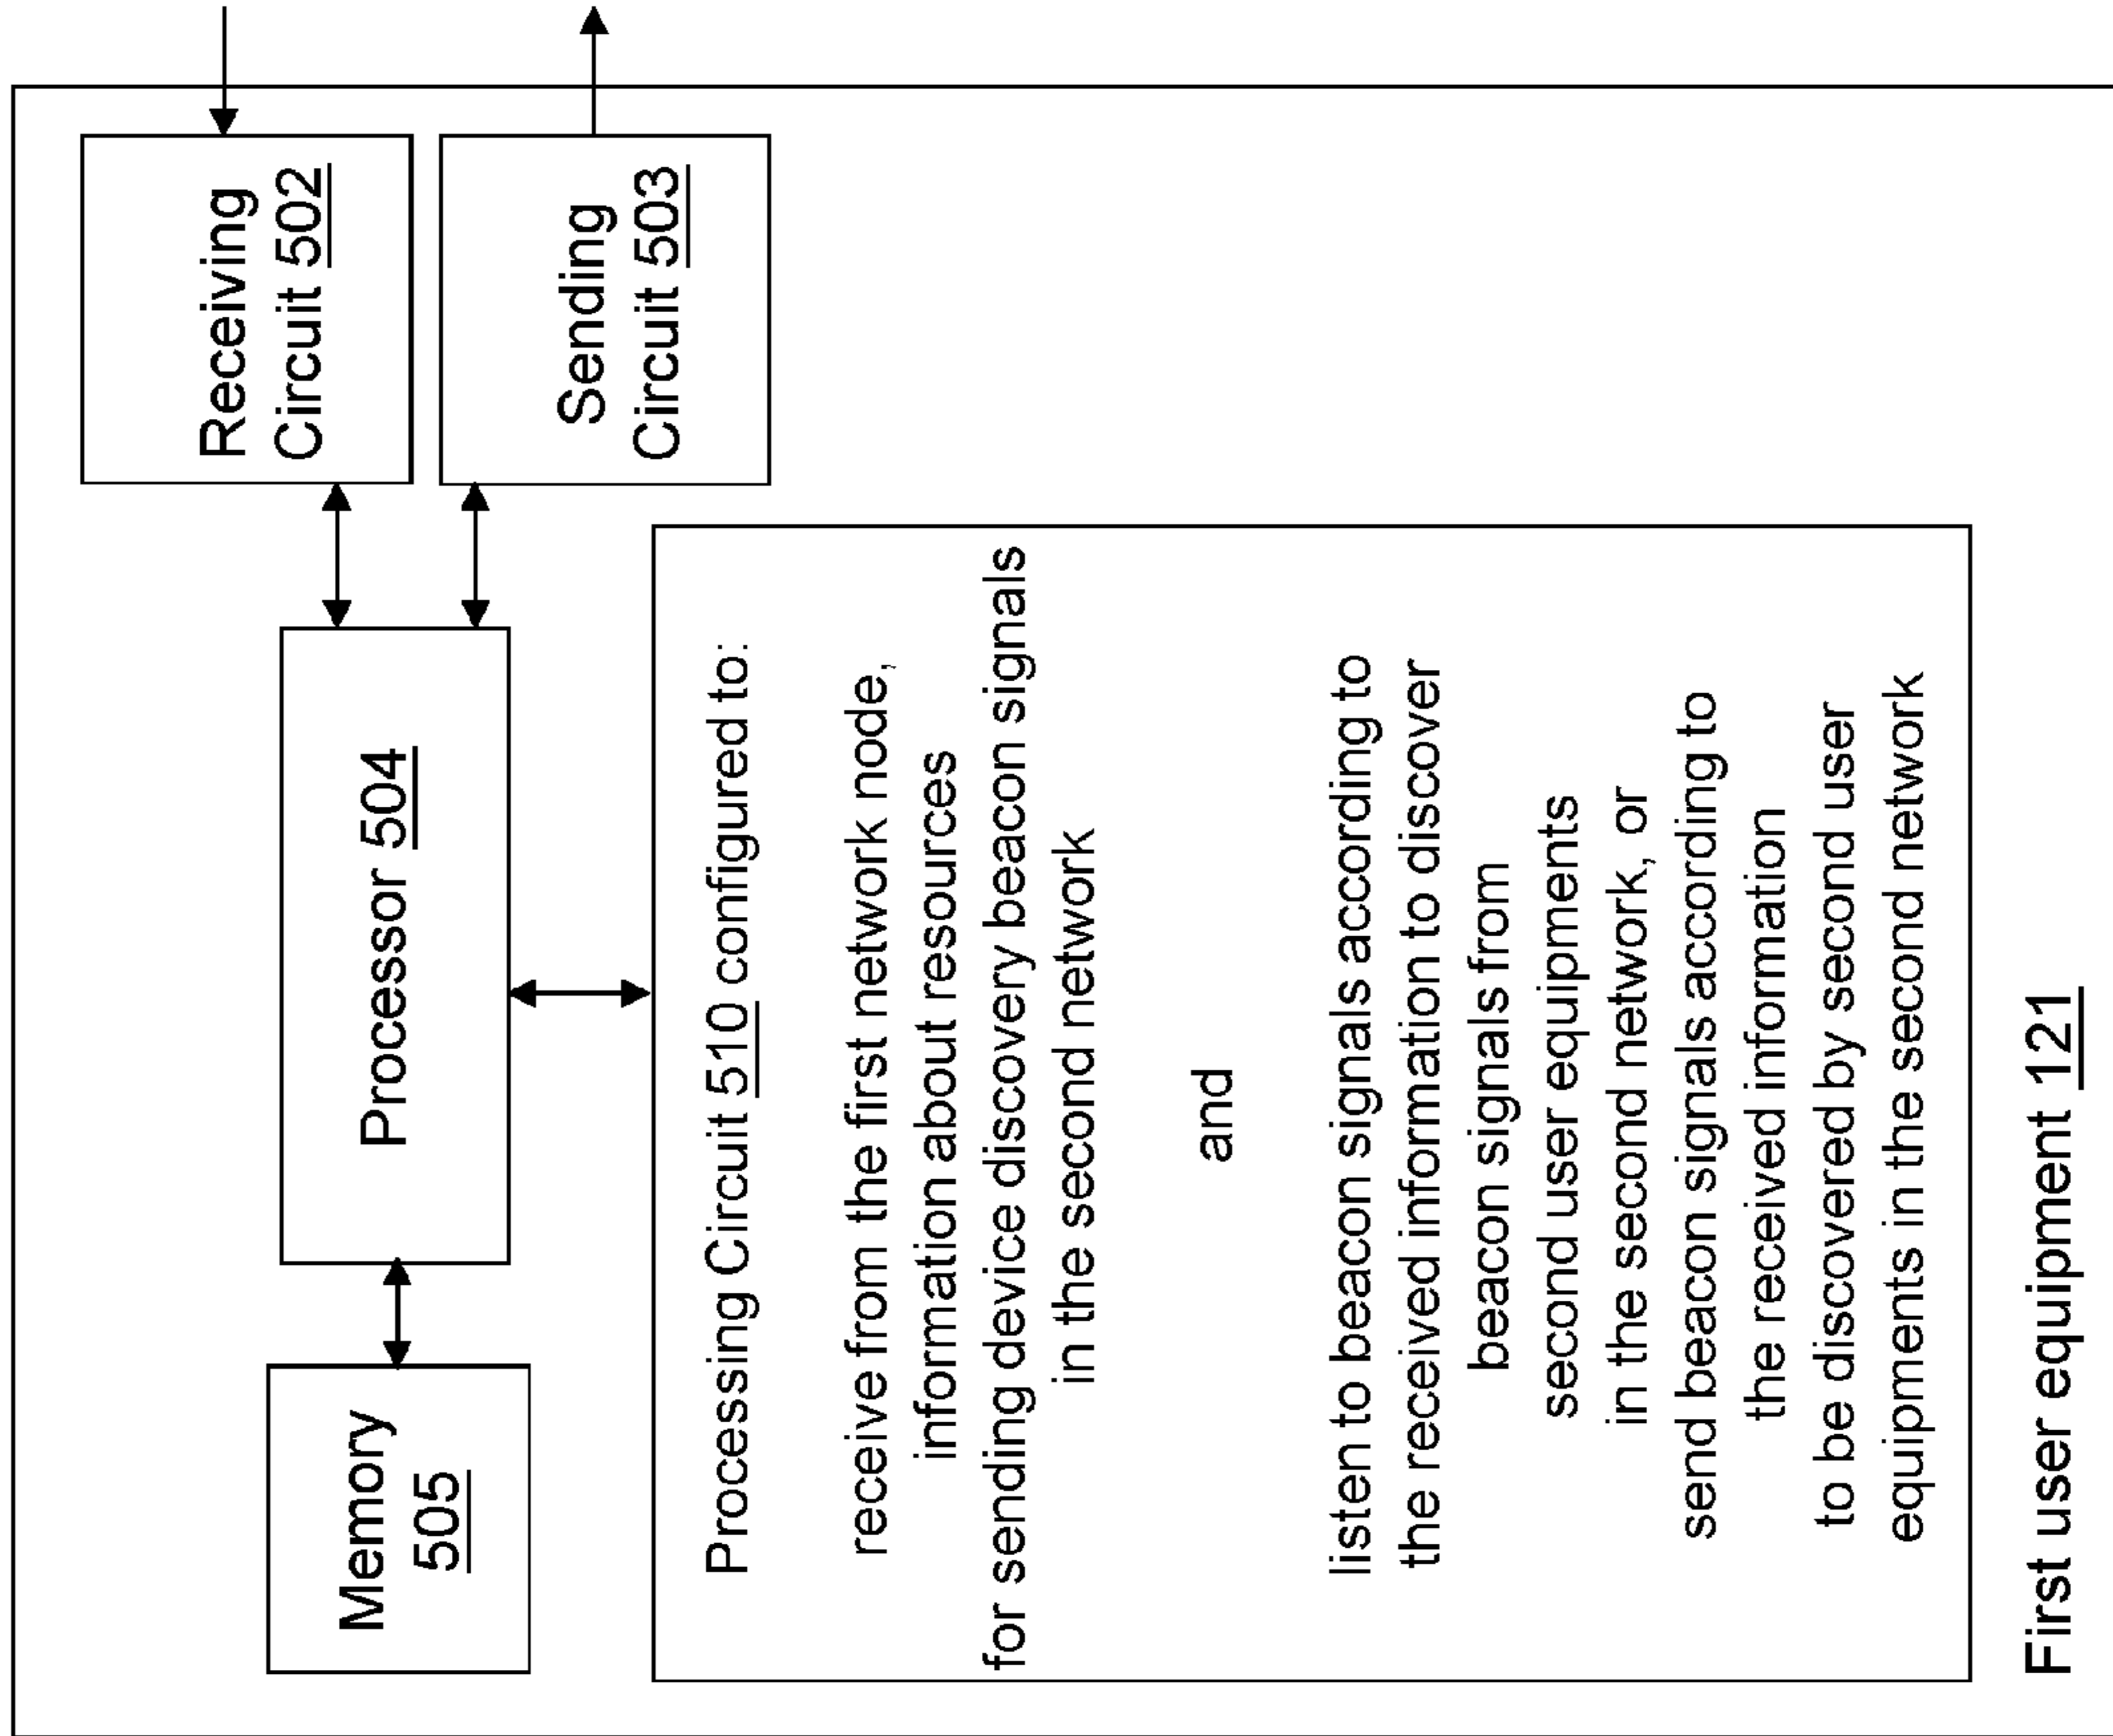 Memory
505
Processor 504
Receiving
Circuit 502
Sending
Circuit 503
Processing Circuit 510 configured to:
receive from the first network node,
information about resources
for sending device discovery beacon signals
in the second network
and
listen to beacon signals according to
the received information to discover
beacon signals from
second user equipments
in the second network, or
send beacon signals according to
the received information
to be discovered by second user
equipments in the second network
First user equipment 121